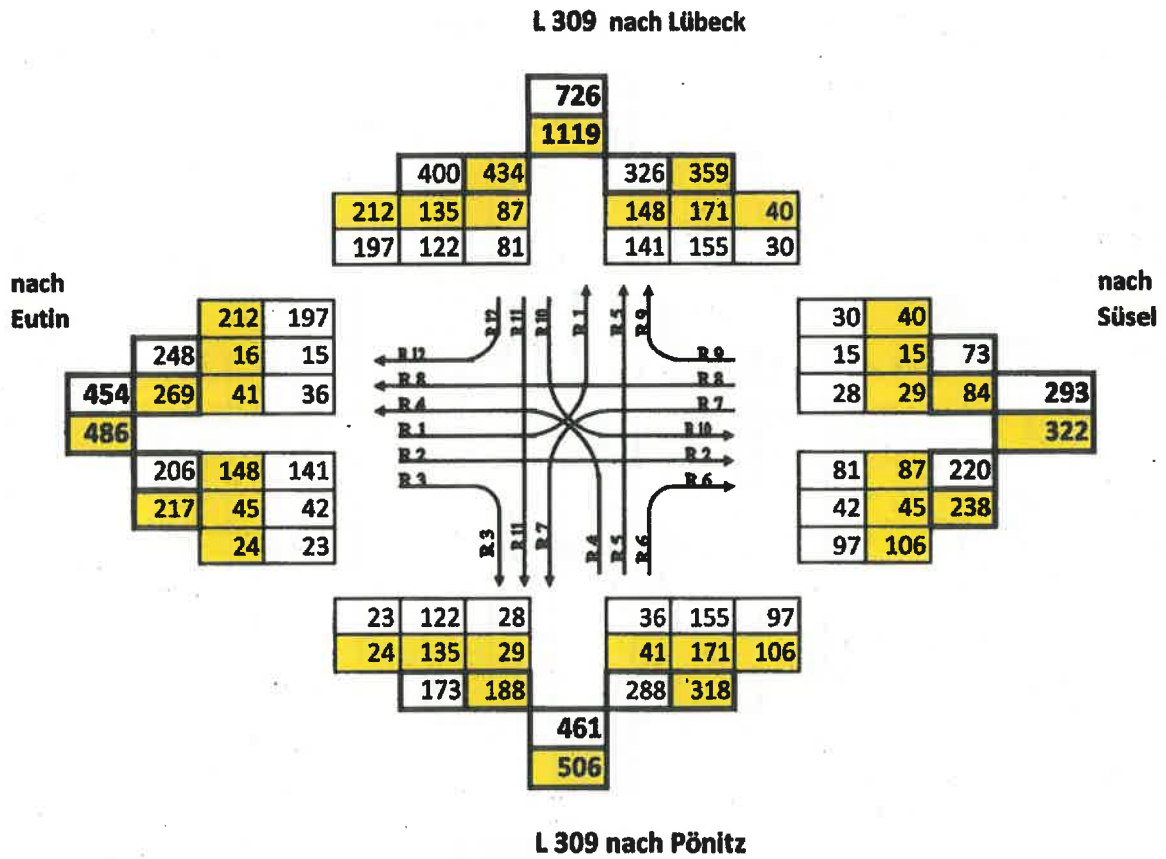 L 309 nach Lübeck
726
1119
400 434 326 359
212 135 87 148 171 40
197 122 81 141 155 30
nach
Eutin
nach
Süsel
212 197
248 16 15
454 269 41 36
486
206 148 141
217 45 42
24 23
R 12 R 11 R 10 R 1 R 5 R 9
R 12 R 9
R 8 R 8
R 4 R 7
R 1 R 10
R 2 R 2
R 3 R 6
R 3 R 11 R 7 R 4 R 5 R 6
30 40
15 15 73
28 29 84 293
322
81 87 220
42 45 238
97 106
23 122 28 36 155 97
24 135 29 41 171 106
173 188 288 318
461
506
L 309 nach Pönitz